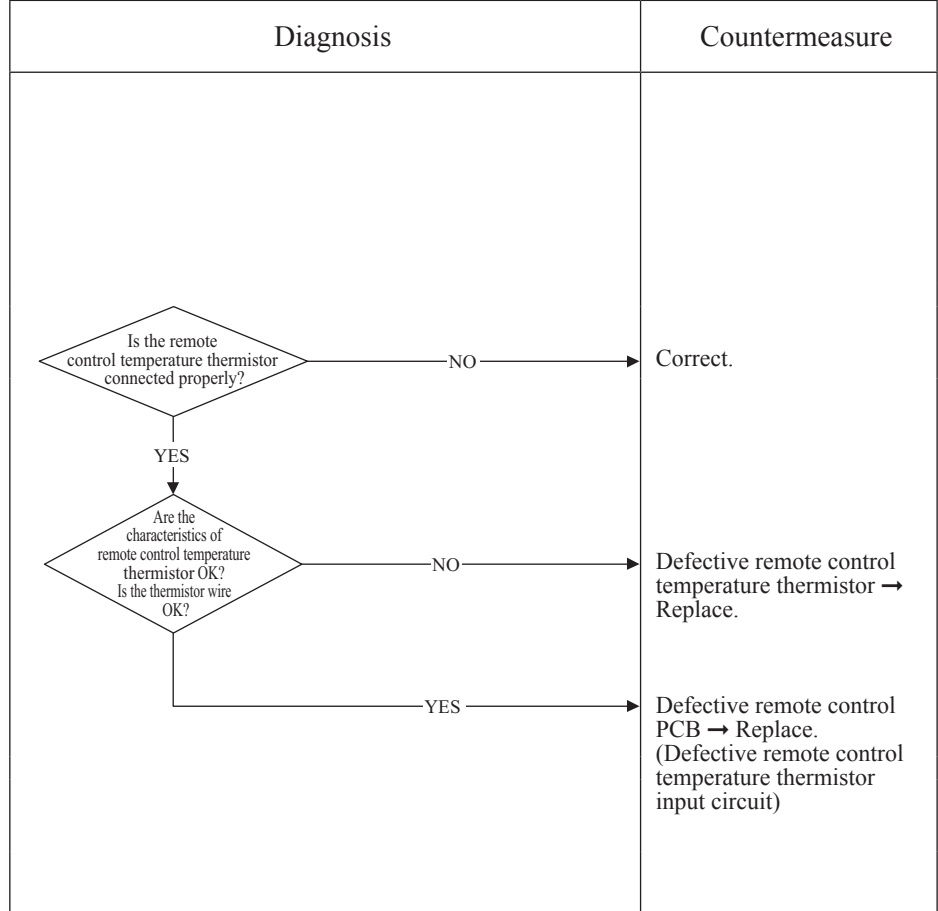 Diagnosis
Countermeasure
Is the remote
control temperature thermistor
connected properly?
NO
Correct.
YES
Are the
characteristics of
remote control temperature
thermistor OK?
Is the thermistor wire
OK?
NO
Defective remote control
temperature thermistor ➞
Replace.
YES
Defective remote control
PCB ➞ Replace.
(Defective remote control
temperature thermistor
input circuit)